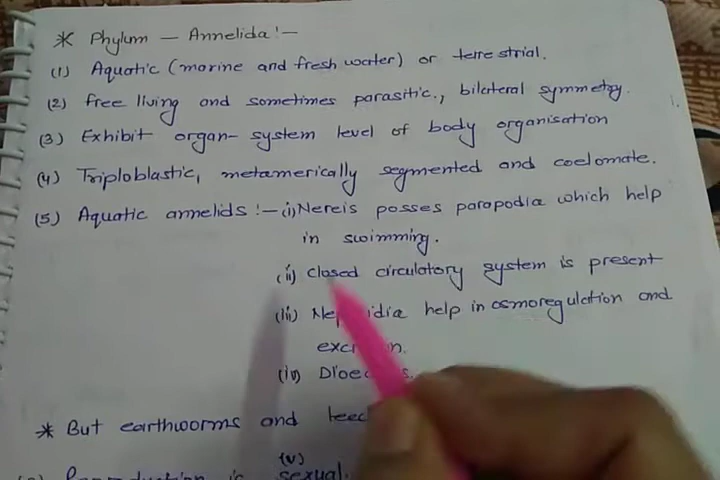 * Phylum — Annelida :-
(1) Aquatic (marine and fresh water) or terrestrial.
(2) free living and sometimes parasitic., bilateral symmetry.
(3) Exhibit organ-system level of body organisation
(4) Triploblastic, metamerically segmented and coelomate.
(5) Aquatic annelids :- (i) Nereis posses parapodia which help
in swimming.
(ii) closed circulatory system is present
(iii) help in osmoregulation and
(iv)
* But earthworms and
(v)
is sexual.